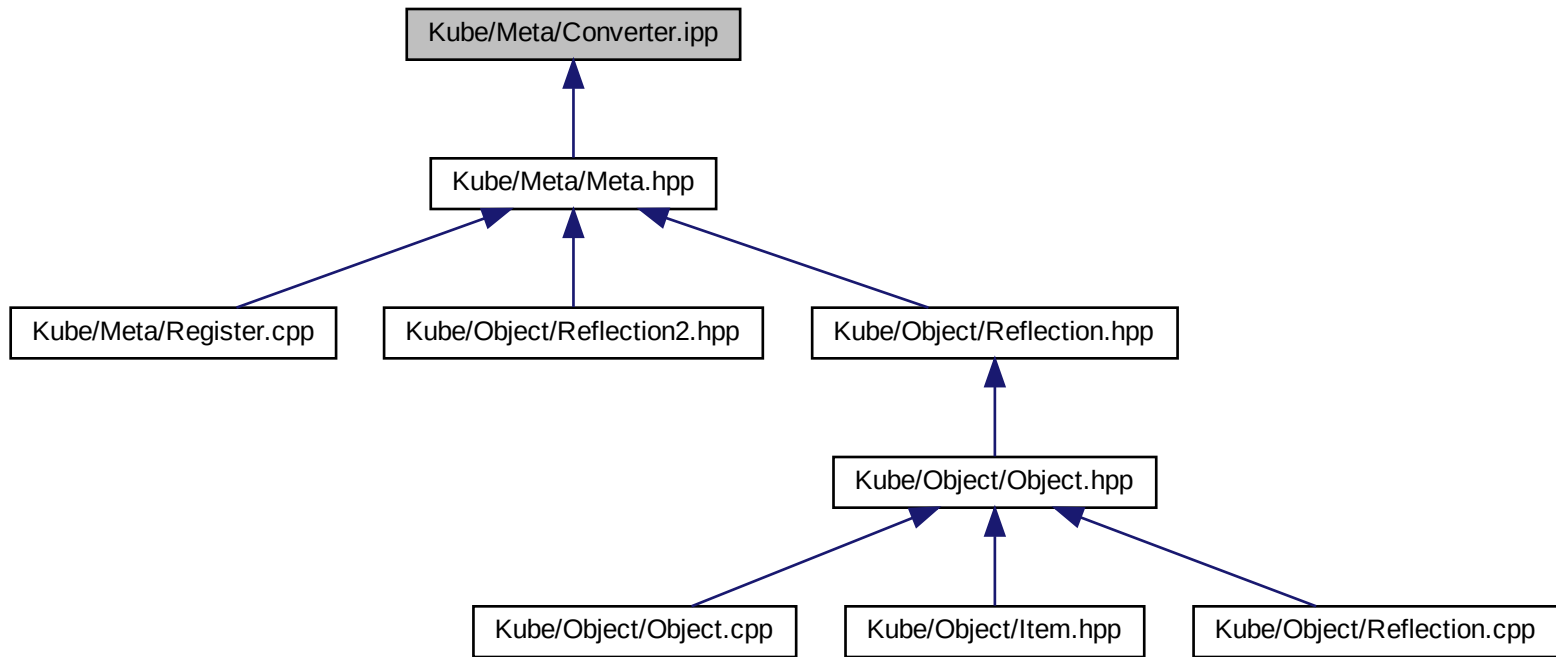 Kube/Meta/Converter.ipp
Kube/Meta/Meta.hpp
Kube/Meta/Register.cpp
Kube/Object/Reflection2.hpp
Kube/Object/Reflection.hpp
Kube/Object/Object.hpp
Kube/Object/Object.cpp
Kube/Object/Item.hpp
Kube/Object/Reflection.cpp